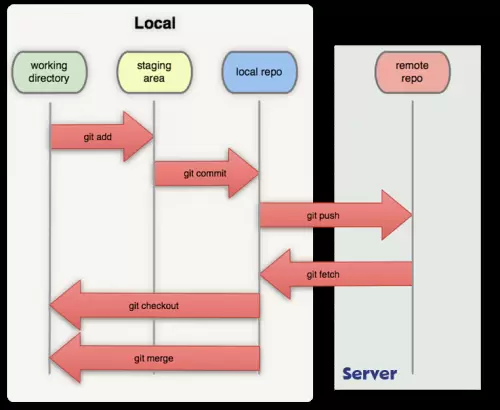 Local
working
directory
staging
area
local repo
remote
repo
git add
git commit
git push
git fetch
git checkout
git merge
Server